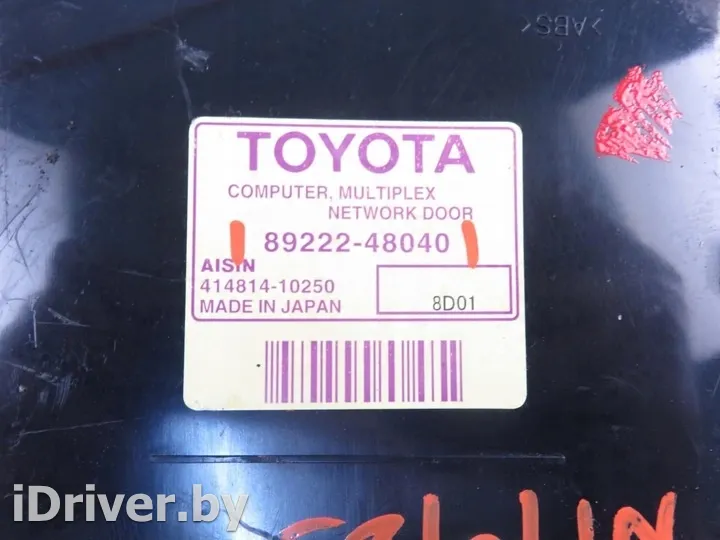 >ABS<
TOYOTA
COMPUTER, MULTIPLEX
NETWORK DOOR
89222-48040
AISIN
414814-10250
MADE IN JAPAN
8D01
iDriver.by